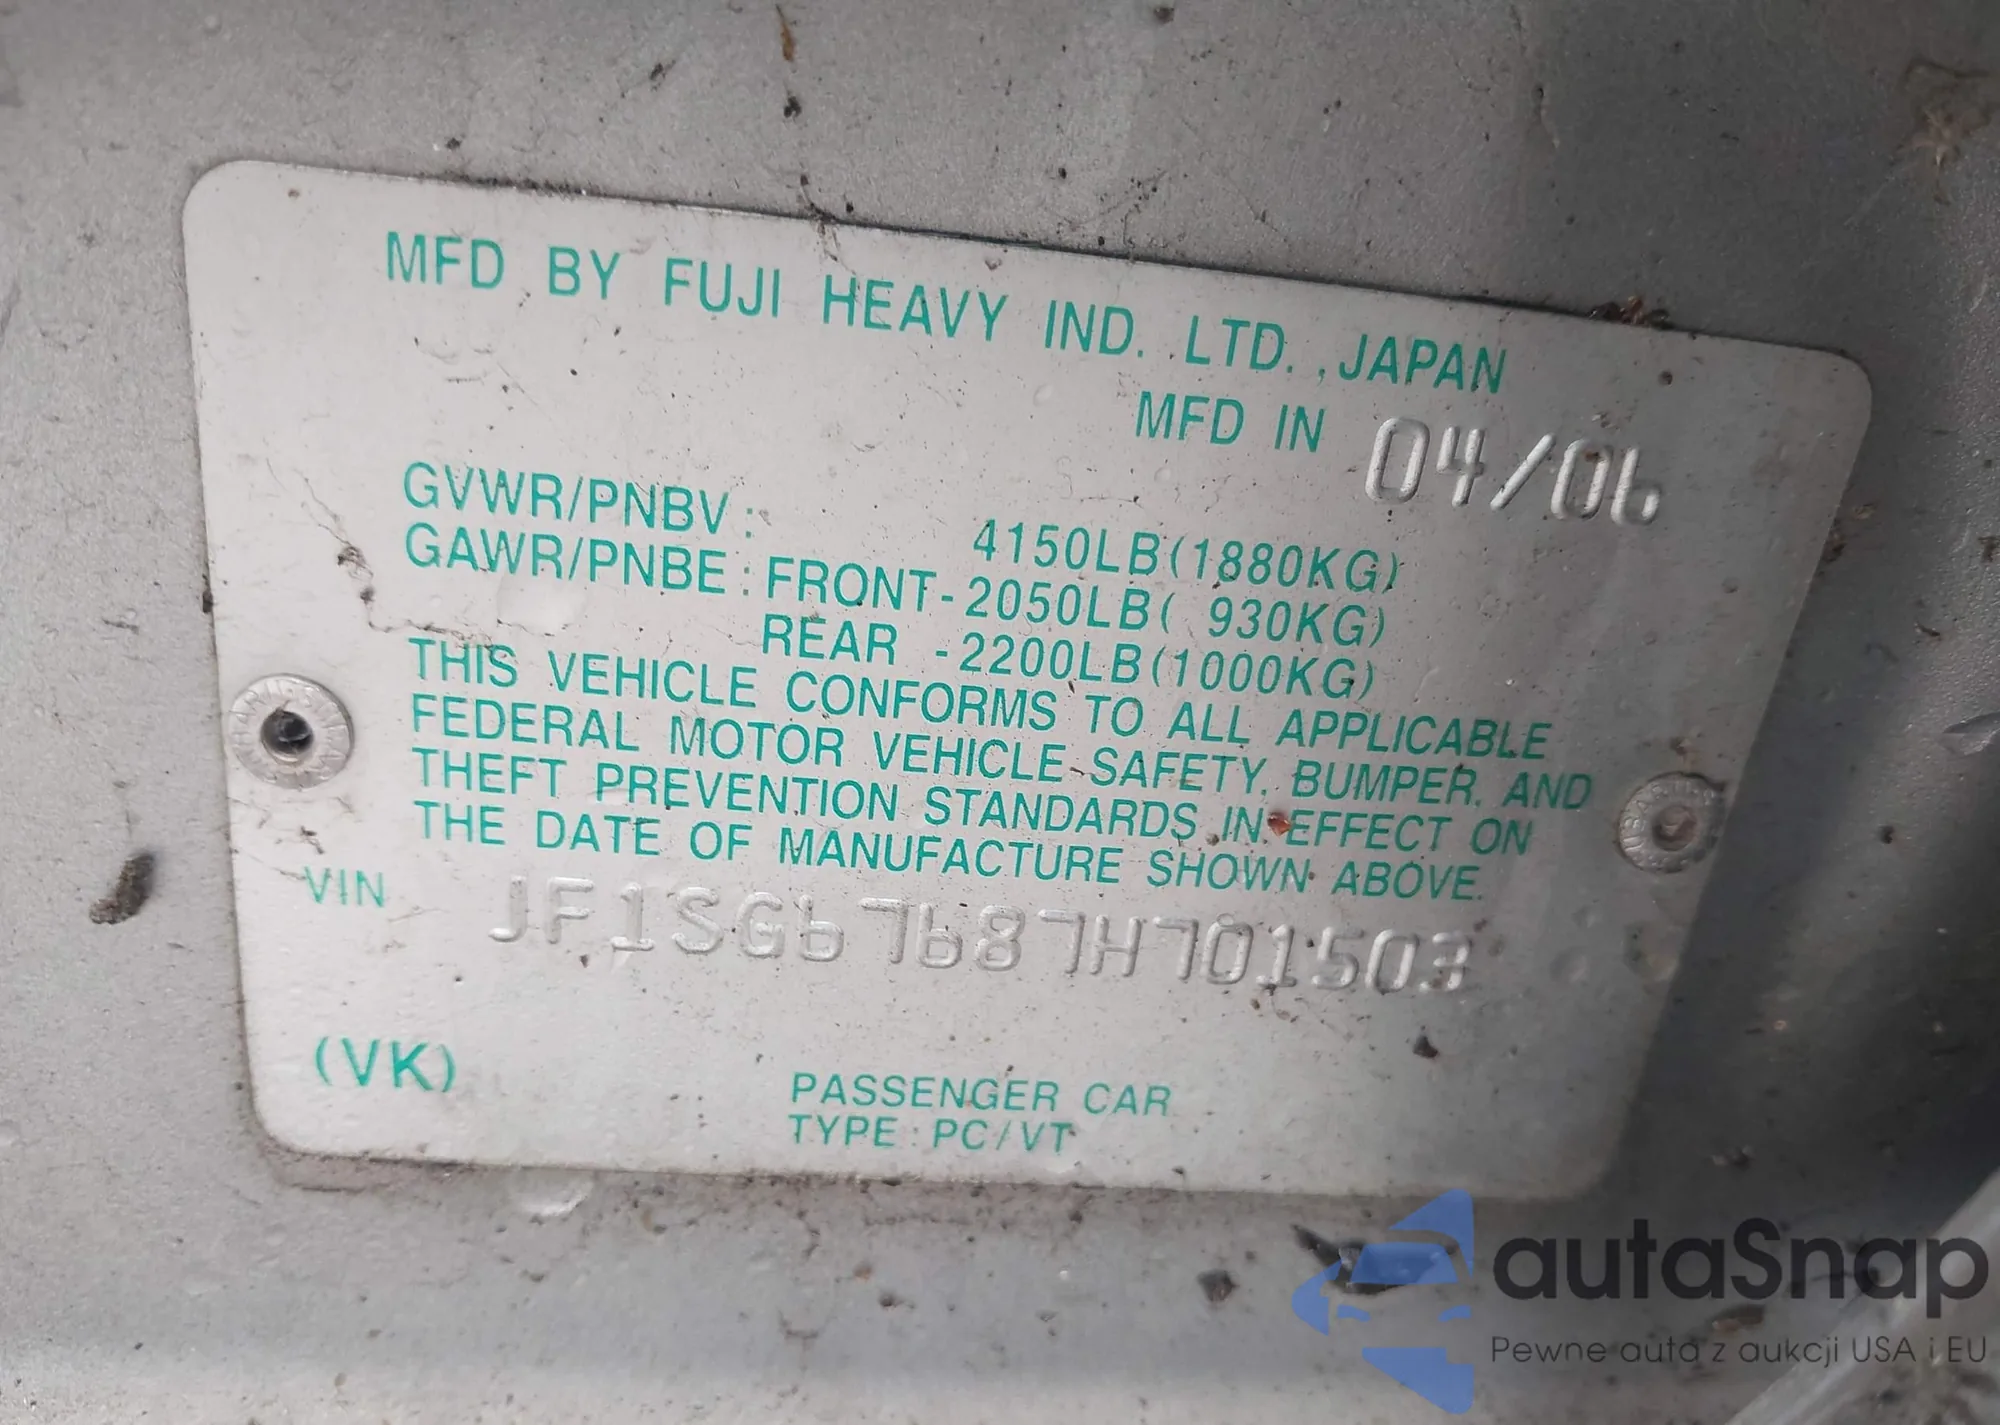 MFD BY FUJI HEAVY IND. LTD. ,JAPAN
MFD IN 04/06
GVWR/PNBV : 4150LB(1880KG)
GAWR/PNBE : FRONT-2050LB( 930KG)
REAR -2200LB(1000KG)
THIS VEHICLE CONFORMS TO ALL APPLICABLE
FEDERAL MOTOR VEHICLE SAFETY, BUMPER, AND
THEFT PREVENTION STANDARDS IN EFFECT ON
THE DATE OF MANUFACTURE SHOWN ABOVE.
VIN JF1SG67687H701503
(VK)
PASSENGER CAR
TYPE : PC/VT
autaSnap
Pewne auta z aukcji USA i EU